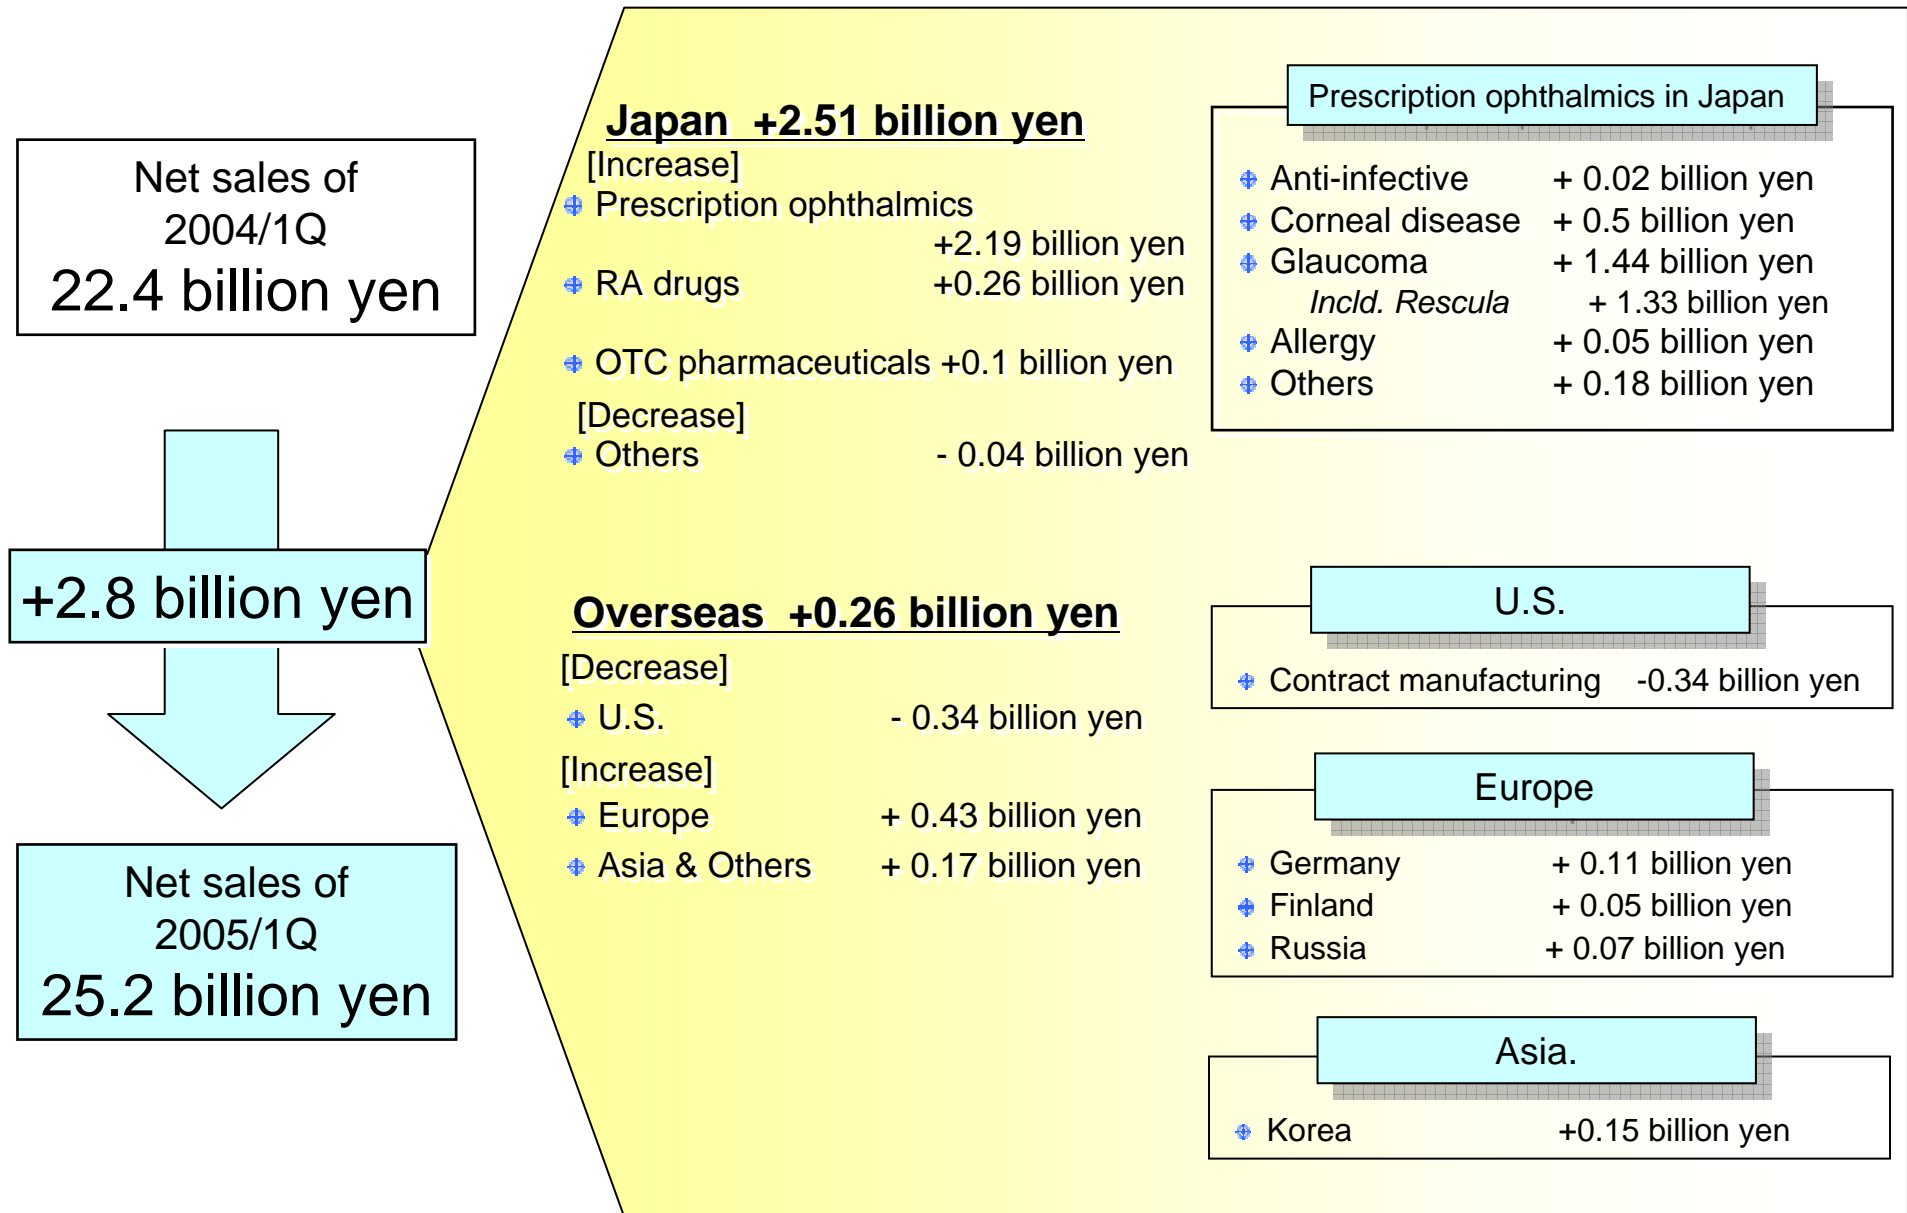 Net sales of
2004/1Q
22.4 billion yen
+2.8 billion yen
Net sales of
2005/1Q
25.2 billion yen
Japan +2.51 billion yen
[Increase]
Prescription ophthalmics
+2.19 billion yen
RA drugs +0.26 billion yen
OTC pharmaceuticals +0.1 billion yen
[Decrease]
Others - 0.04 billion yen
Overseas +0.26 billion yen
[Decrease]
U.S. - 0.34 billion yen
[Increase]
Europe + 0.43 billion yen
Asia & Others + 0.17 billion yen
Prescription ophthalmics in Japan
Anti-infective + 0.02 billion yen
Corneal disease + 0.5 billion yen
Glaucoma + 1.44 billion yen
Incld. Rescula + 1.33 billion yen
Allergy + 0.05 billion yen
Others + 0.18 billion yen
U.S.
Contract manufacturing -0.34 billion yen
Europe
Germany + 0.11 billion yen
Finland + 0.05 billion yen
Russia + 0.07 billion yen
Asia.
Korea +0.15 billion yen